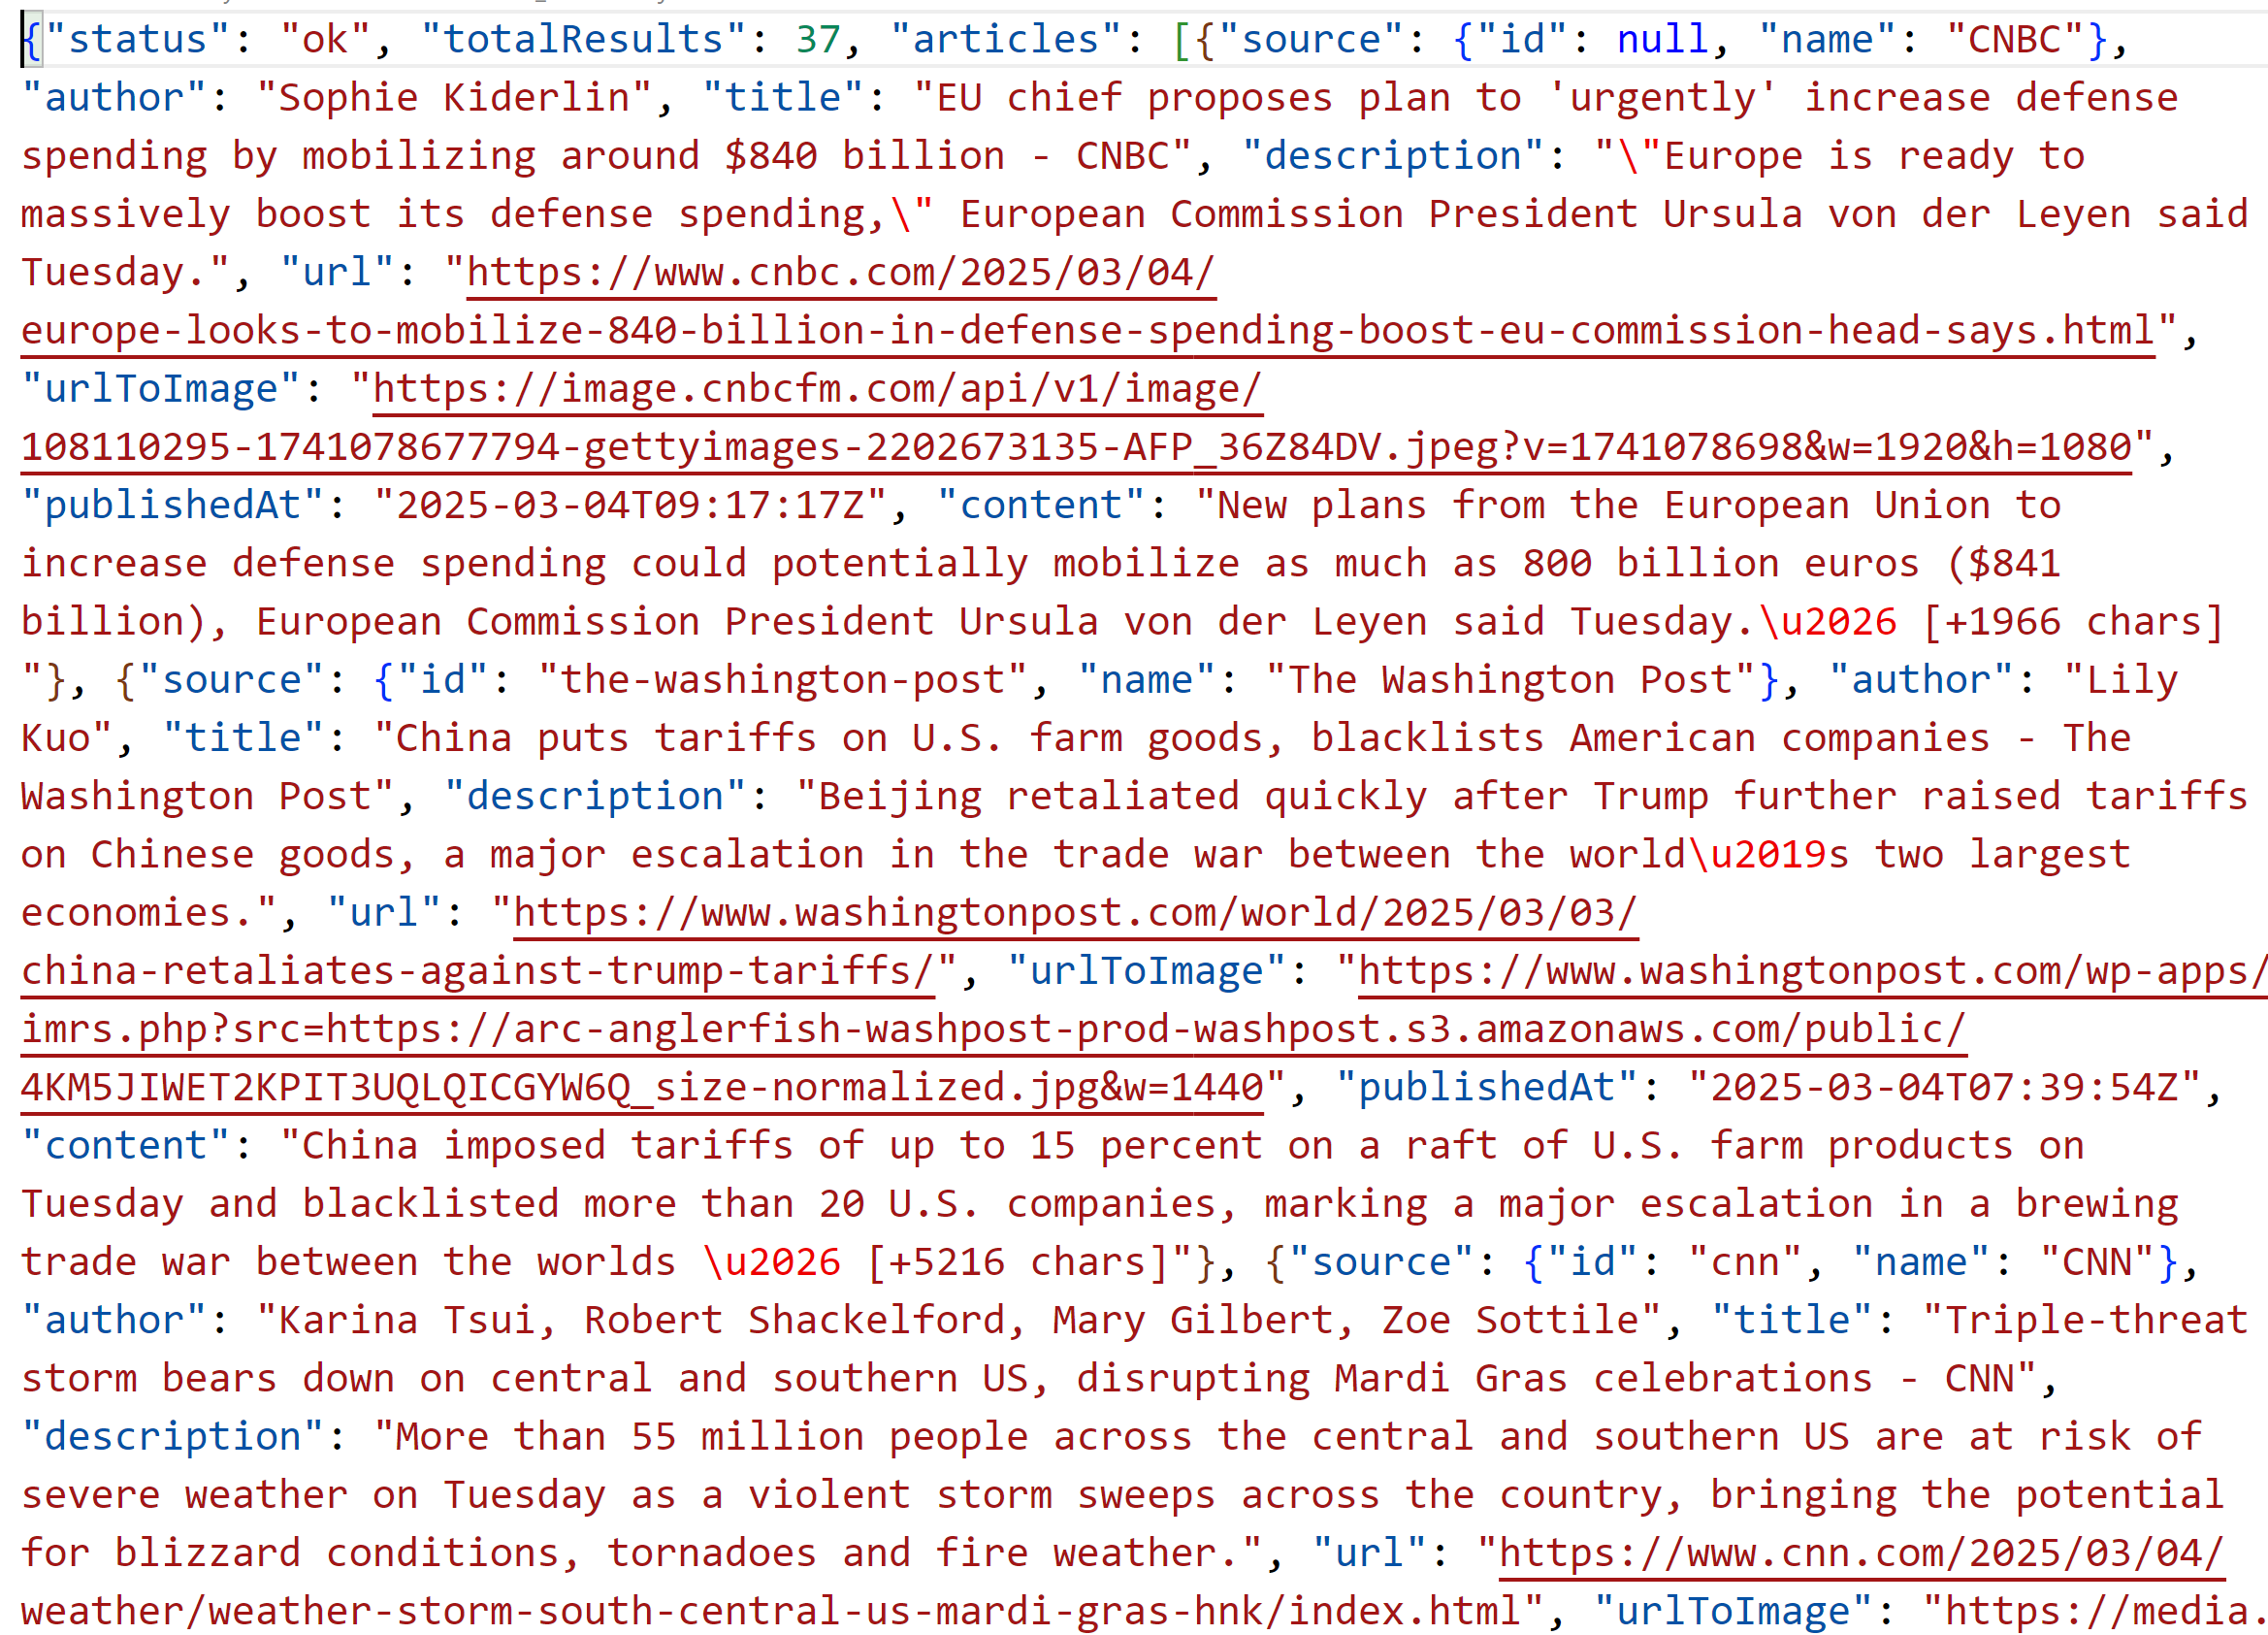 {"status": "ok", "totalResults": 37, "articles": [{"source": {"id": null, "name": "CNBC"},
"author": "Sophie Kiderlin", "title": "EU chief proposes plan to 'urgently' increase defense
spending by mobilizing around $840 billion - CNBC", "description": "\"Europe is ready to
massively boost its defense spending,\" European Commission President Ursula von der Leyen said
Tuesday.", "url": "https://www.cnbc.com/2025/03/04/
europe-looks-to-mobilize-840-billion-in-defense-spending-boost-eu-commission-head-says.html",
"urlToImage": "https://image.cnbcfm.com/api/v1/image/
108110295-1741078677794-gettyimages-2202673135-AFP_36Z84DV.jpeg?v=1741078698&w=1920&h=1080",
"publishedAt": "2025-03-04T09:17:17Z", "content": "New plans from the European Union to
increase defense spending could potentially mobilize as much as 800 billion euros ($841
billion), European Commission President Ursula von der Leyen said Tuesday.\u2026 [+1966 chars]
"}, {"source": {"id": "the-washington-post", "name": "The Washington Post"}, "author": "Lily
Kuo", "title": "China puts tariffs on U.S. farm goods, blacklists American companies - The
Washington Post", "description": "Beijing retaliated quickly after Trump further raised tariffs
on Chinese goods, a major escalation in the trade war between the world\u2019s two largest
economies.", "url": "https://www.washingtonpost.com/world/2025/03/03/
china-retaliates-against-trump-tariffs/", "urlToImage": "https://www.washingtonpost.com/wp-apps/
imrs.php?src=https://arc-anglerfish-washpost-prod-washpost.s3.amazonaws.com/public/
4KM5JIWET2KPIT3UQLQICGYW6Q_size-normalized.jpg&w=1440", "publishedAt": "2025-03-04T07:39:54Z",
"content": "China imposed tariffs of up to 15 percent on a raft of U.S. farm products on
Tuesday and blacklisted more than 20 U.S. companies, marking a major escalation in a brewing
trade war between the worlds \u2026 [+5216 chars]"}, {"source": {"id": "cnn", "name": "CNN"},
"author": "Karina Tsui, Robert Shackelford, Mary Gilbert, Zoe Sottile", "title": "Triple-threat
storm bears down on central and southern US, disrupting Mardi Gras celebrations - CNN",
"description": "More than 55 million people across the central and southern US are at risk of
severe weather on Tuesday as a violent storm sweeps across the country, bringing the potential
for blizzard conditions, tornadoes and fire weather.", "url": "https://www.cnn.com/2025/03/04/
weather/weather-storm-south-central-us-mardi-gras-hnk/index.html", "urlToImage": "https://media.